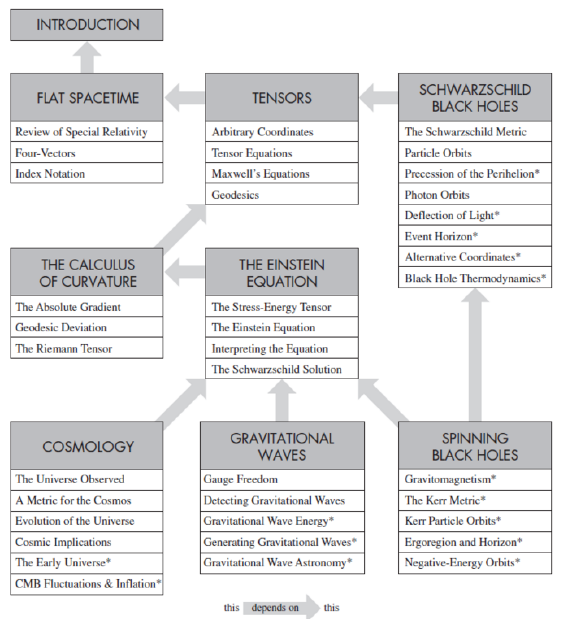 INTRODUCTION
FLAT SPACETIME
Review of Special Relativity
Four-Vectors
Index Notation
TENSORS
Arbitrary Coordinates
Tensor Equations
Maxwell's Equations
Geodesics
SCHWARZSCHILD
BLACK HOLES
The Schwarzschild Metric
Particle Orbits
Precession of the Perihelion*
Photon Orbits
Deflection of Light*
Event Horizon*
Alternative Coordinates*
Black Hole Thermodynamics*
THE CALCULUS
OF CURVATURE
The Absolute Gradient
Geodesic Deviation
The Riemann Tensor
THE EINSTEIN
EQUATION
The Stress-Energy Tensor
The Einstein Equation
Interpreting the Equation
The Schwarzschild Solution
COSMOLOGY
The Universe Observed
A Metric for the Cosmos
Evolution of the Universe
Cosmic Implications
The Early Universe*
CMB Fluctuations & Inflation*
GRAVITATIONAL
WAVES
Gauge Freedom
Detecting Gravitational Waves
Gravitational Wave Energy*
Generating Gravitational Waves*
Gravitational Wave Astronomy*
SPINNING
BLACK HOLES
Gravitomagnetism*
The Kerr Metric*
Kerr Particle Orbits*
Ergoregion and Horizon*
Negative-Energy Orbits*
this depends on this